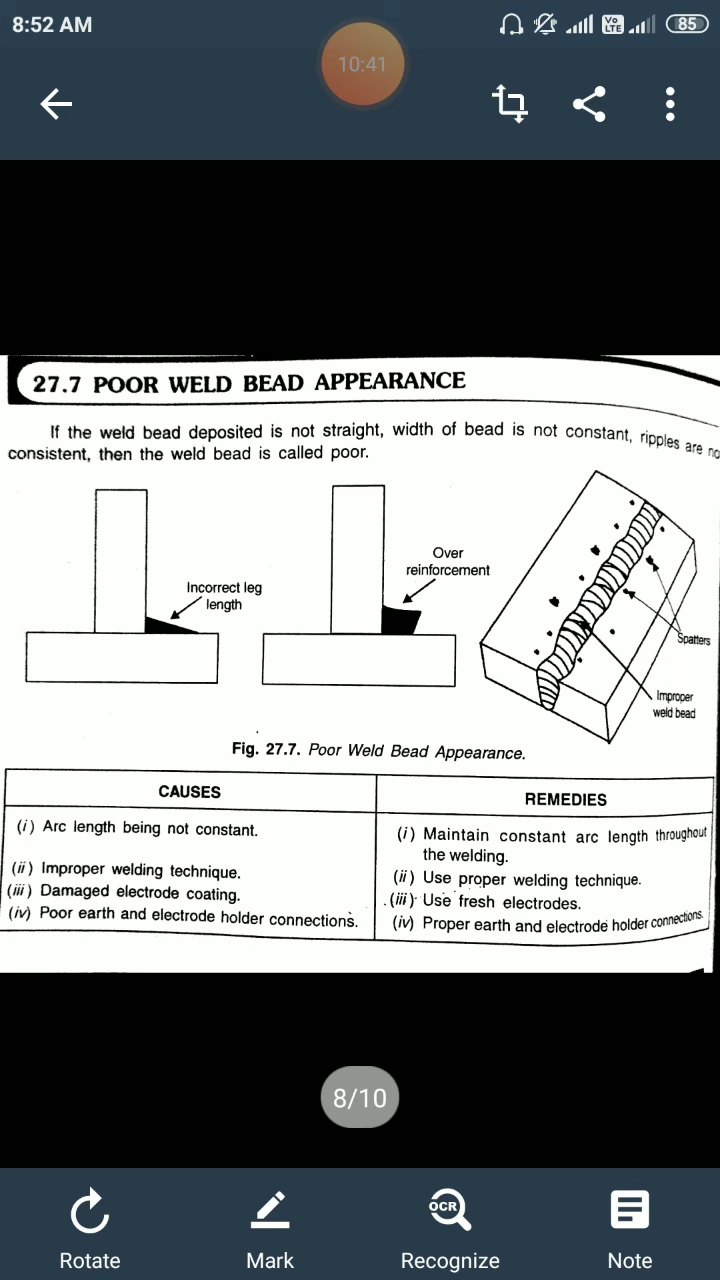 8:52 AM
Vo
LTE
85
10:41
27.7 POOR WELD BEAD APPEARANCE
If the weld bead deposited is not straight, width of bead is not constant, ripples are no
consistent, then the weld bead is called poor.
Incorrect leg
length
Over
reinforcement
Spatters
Improper
weld bead
Fig. 27.7. Poor Weld Bead Appearance.
CAUSES
(i) Arc length being not constant.
(ii) Improper welding technique.
(iii) Damaged electrode coating.
(iv) Poor earth and electrode holder connections.
REMEDIES
(i) Maintain constant arc length throughout
the welding.
(ii) Use proper welding technique.
(iii) Use fresh electrodes.
(iv) Proper earth and electrode holder connections.
8/10
OCR
Rotate
Mark
Recognize
Note